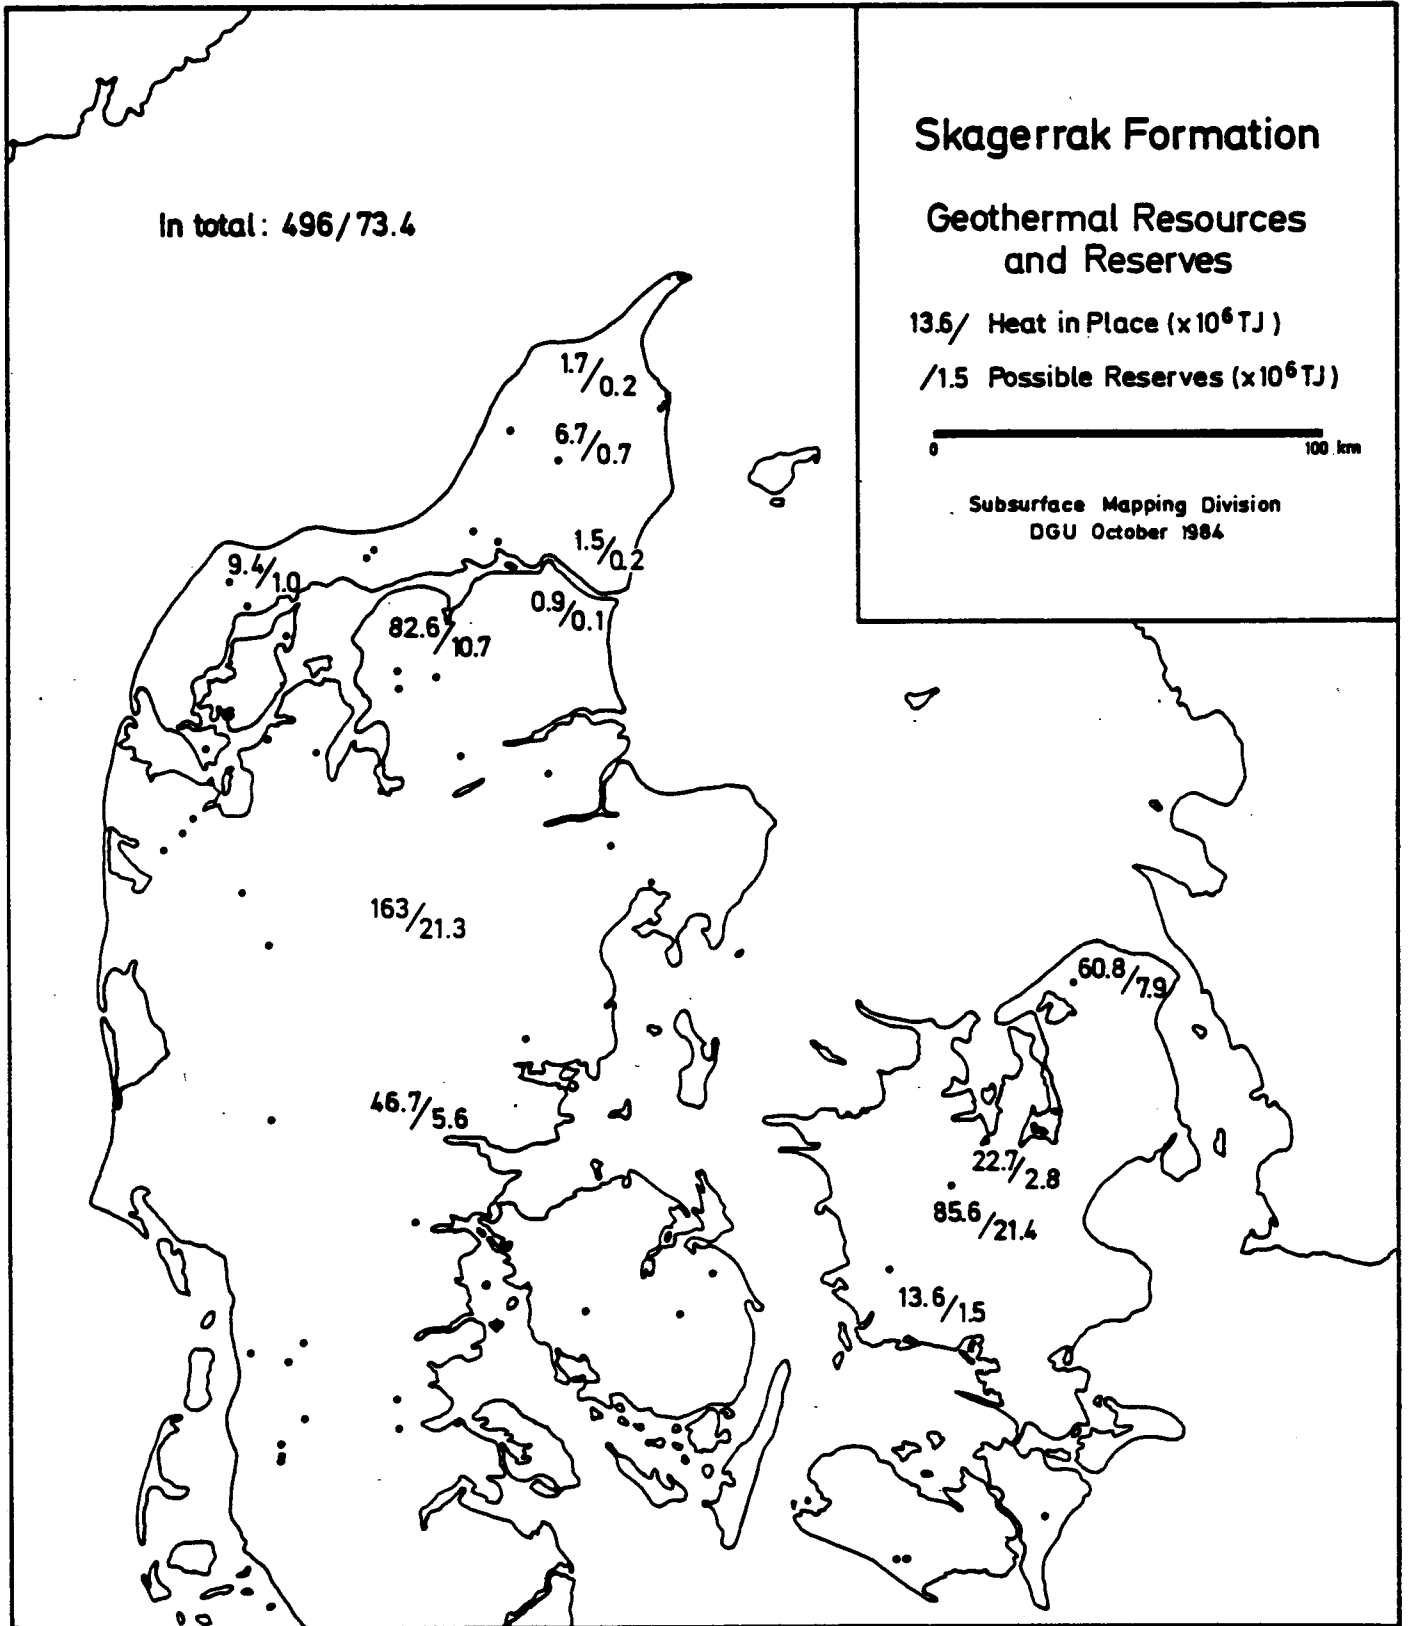 Skagerrak Formation
Geothermal Resources
and Reserves
13.6/ Heat in Place (x10⁶ TJ)
/1.5 Possible Reserves (x10⁶ TJ)
0 100 km
Subsurface Mapping Division
DGU October 1984
In total: 496/73.4
1.7/0.2
6.7/0.7
1.5/0.2
9.4/1.0
0.9/0.1
82.6/10.7
163/21.3
60.8/7.9
46.7/5.6
22.7/2.8
85.6/21.4
13.6/1.5